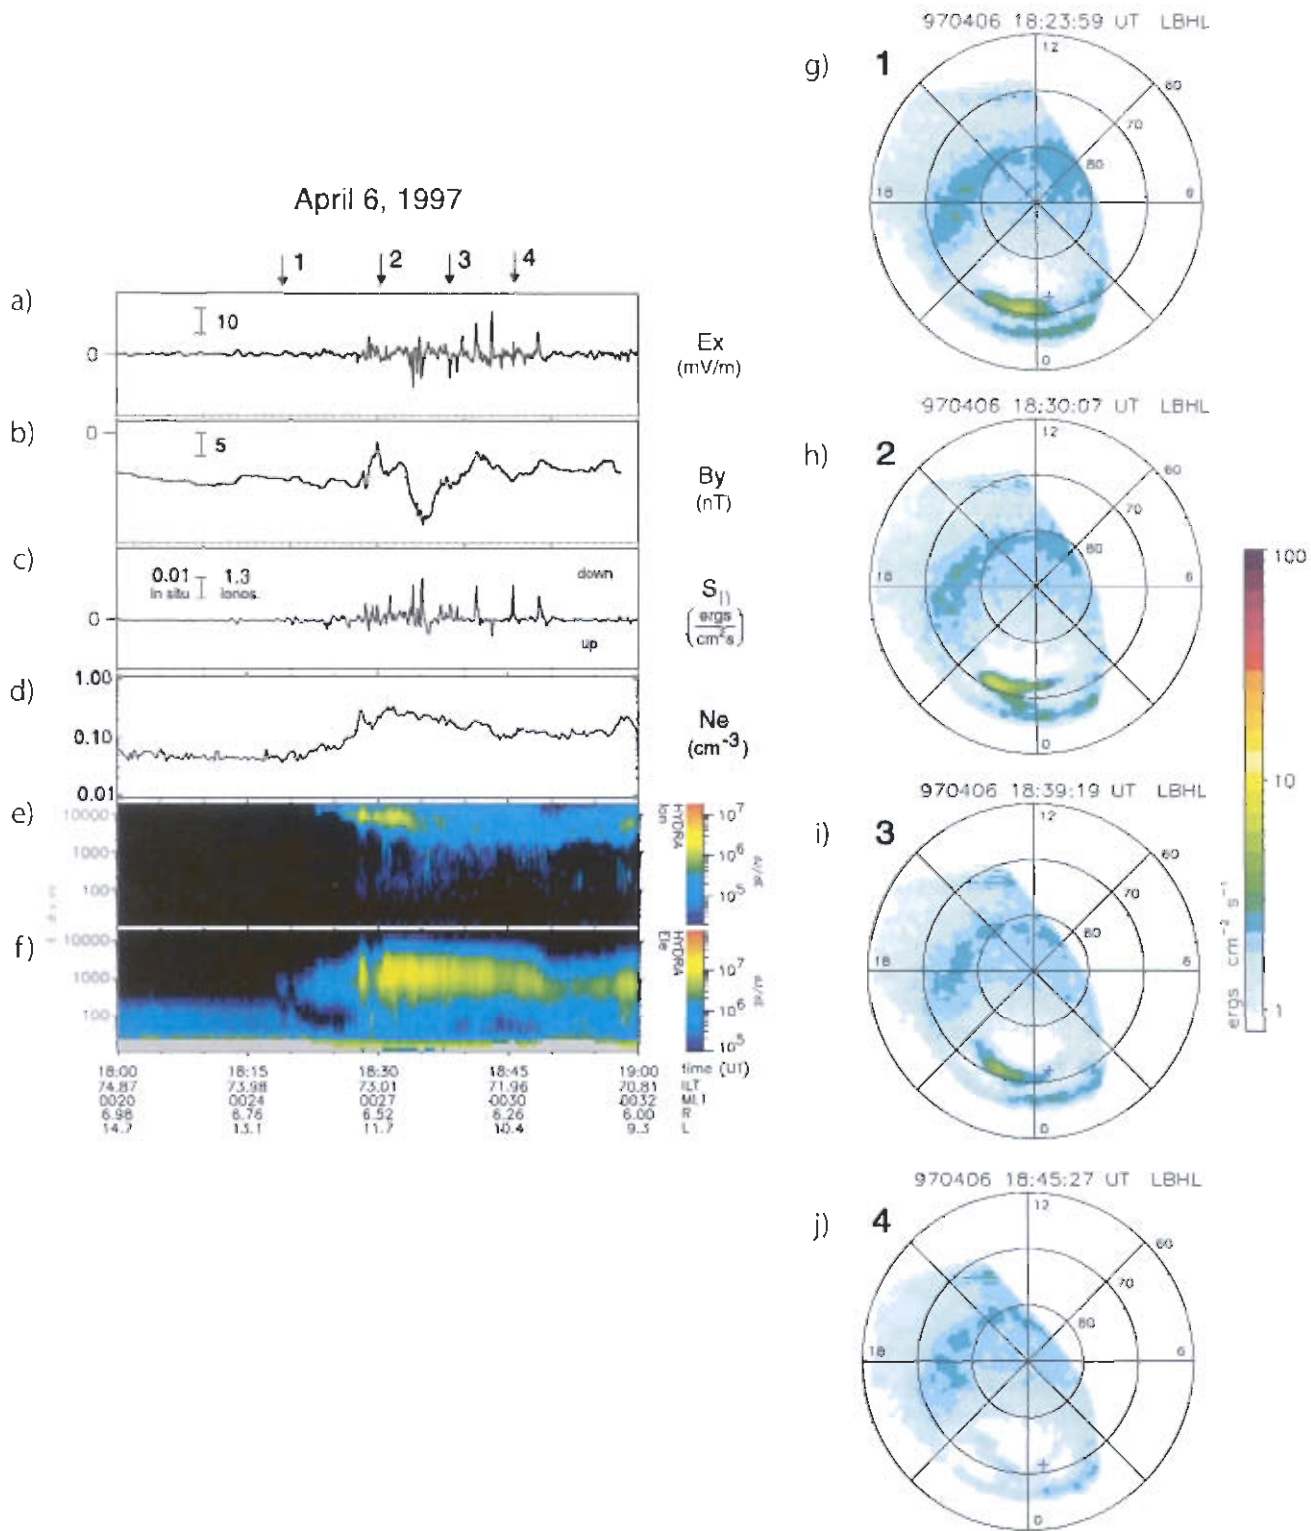 April 6, 1997
1
2
3
4
a)
10
0
Ex
(mV/m)
b)
0
5
By
(nT)
c)
0.01
in situ
1.3
ionos.
down
0
up
S||
ergs
cm²s
d)
1.00
0.10
0.01
Ne
(cm⁻³)
e)
10000
1000
100
HYDRA
Ion
10⁷
10⁶
10⁵
f)
10000
1000
100
HYDRA
Ele
10⁷
10⁶
10⁵
18:00 18:15 18:30 18:45 19:00 time (UT)
74.87 73.98 73.01 71.96 70.81 ILT
0020 0024 0027 0030 0032 MLT
6.98 6.76 6.52 6.26 6.00 R
14.7 13.1 11.7 10.4 9.3 L
g) 1
970406 18:23:59 UT LBHL
12
60
70
80
18
6
0
h) 2
970406 18:30:07 UT LBHL
12
60
70
80
18
6
0
i) 3
970406 18:39:19 UT LBHL
12
60
70
80
18
6
0
j) 4
970406 18:45:27 UT LBHL
12
60
70
80
18
6
0
100
10
1
ergs cm⁻² s⁻¹